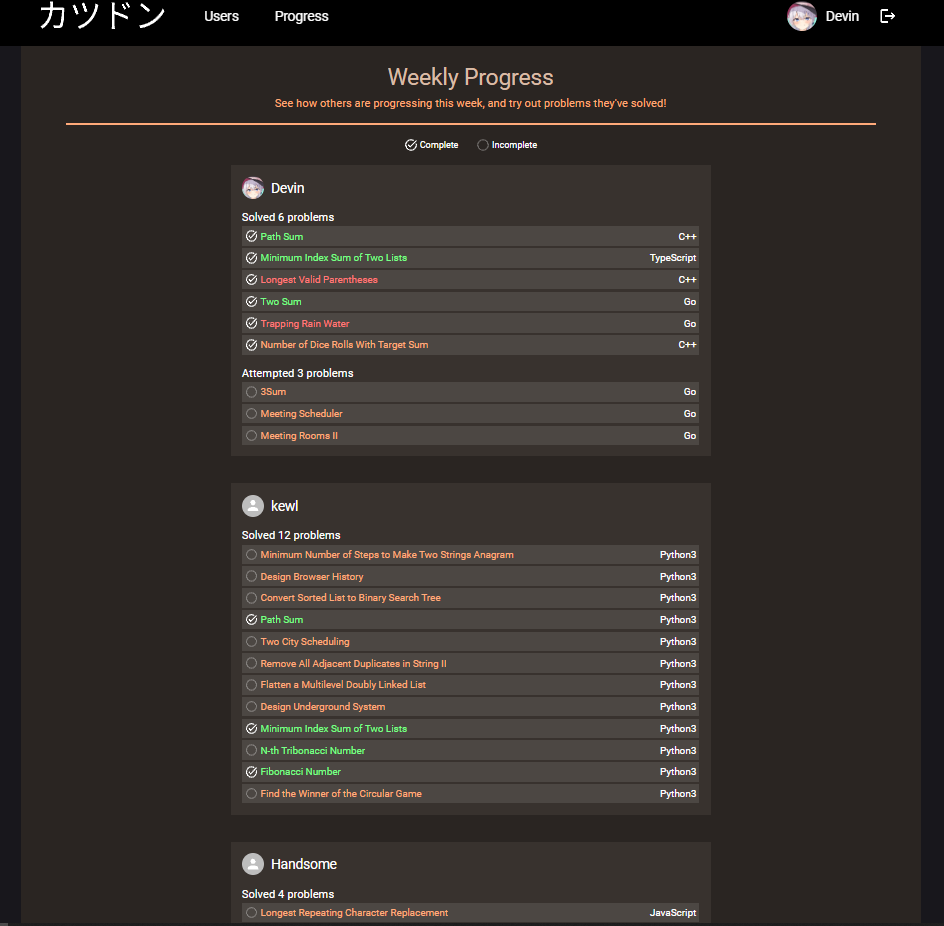 カツドン Users Progress Devin
Weekly Progress
See how others are progressing this week, and try out problems they've solved!
Complete Incomplete
Devin
Solved 6 problems
Path Sum C++
Minimum Index Sum of Two Lists TypeScript
Longest Valid Parentheses C++
Two Sum Go
Trapping Rain Water Go
Number of Dice Rolls With Target Sum C++
Attempted 3 problems
3Sum Go
Meeting Scheduler Go
Meeting Rooms II Go
kewl
Solved 12 problems
Minimum Number of Steps to Make Two Strings Anagram Python3
Design Browser History Python3
Convert Sorted List to Binary Search Tree Python3
Path Sum Python3
Two City Scheduling Python3
Remove All Adjacent Duplicates in String II Python3
Flatten a Multilevel Doubly Linked List Python3
Design Underground System Python3
Minimum Index Sum of Two Lists Python3
N-th Tribonacci Number Python3
Fibonacci Number Python3
Find the Winner of the Circular Game Python3
Handsome
Solved 4 problems
Longest Repeating Character Replacement JavaScript